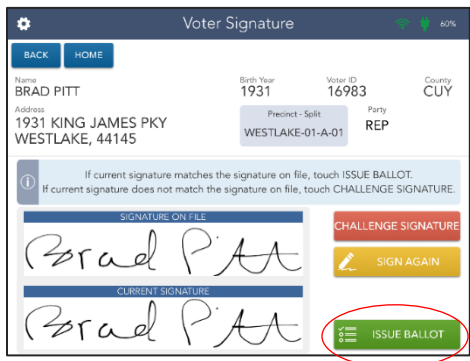 Voter Signature
60%
BACK HOME
Name Birth Year Voter ID County
BRAD PITT 1931 16983 CUY
Address Precinct - Split Party
1931 KING JAMES PKY WESTLAKE-01-A-01 REP
WESTLAKE, 44145
If current signature matches the signature on file, touch ISSUE BALLOT.
If current signature does not match the signature on file, touch CHALLENGE SIGNATURE.
SIGNATURE ON FILE
Brad Pitt
CURRENT SIGNATURE
Brad Pitt
CHALLENGE SIGNATURE
SIGN AGAIN
ISSUE BALLOT